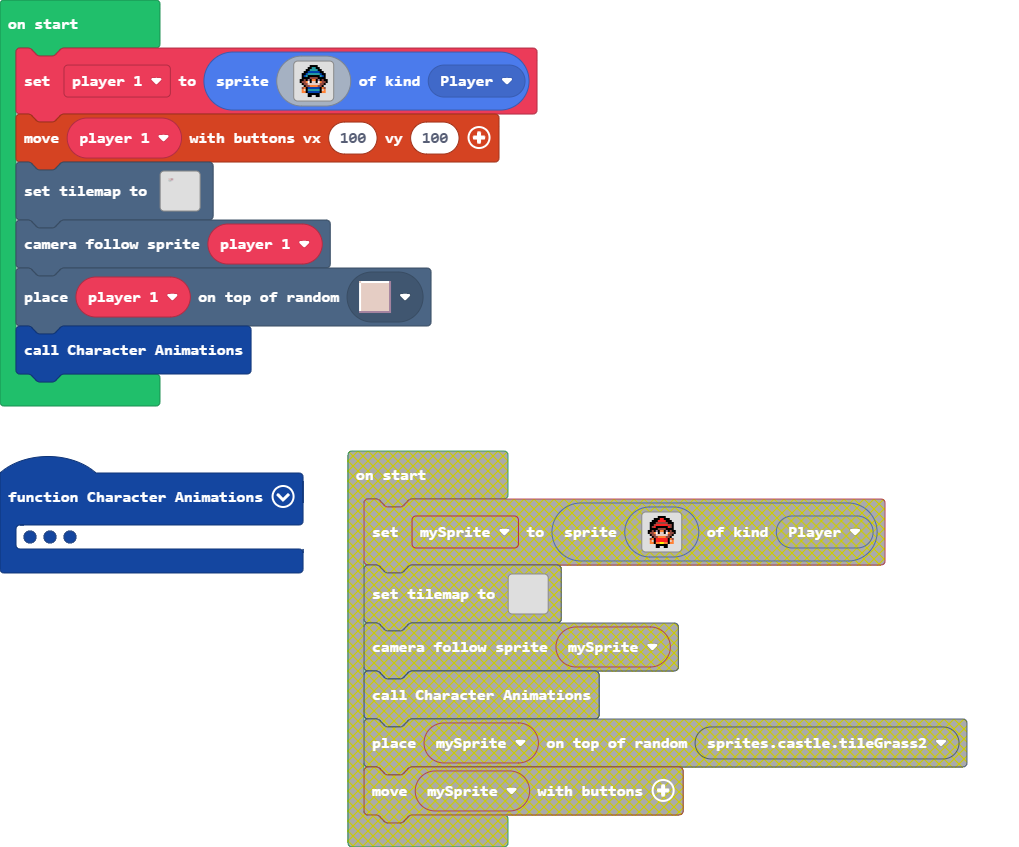 on start
set player 1 to sprite of kind Player
move player 1 with buttons vx 100 vy 100
set tilemap to
camera follow sprite player 1
place player 1 on top of random
call Character Animations
function Character Animations
on start
set mySprite to sprite of kind Player
set tilemap to
camera follow sprite mySprite
call Character Animations
place mySprite on top of random sprites.castle.tileGrass2
move mySprite with buttons